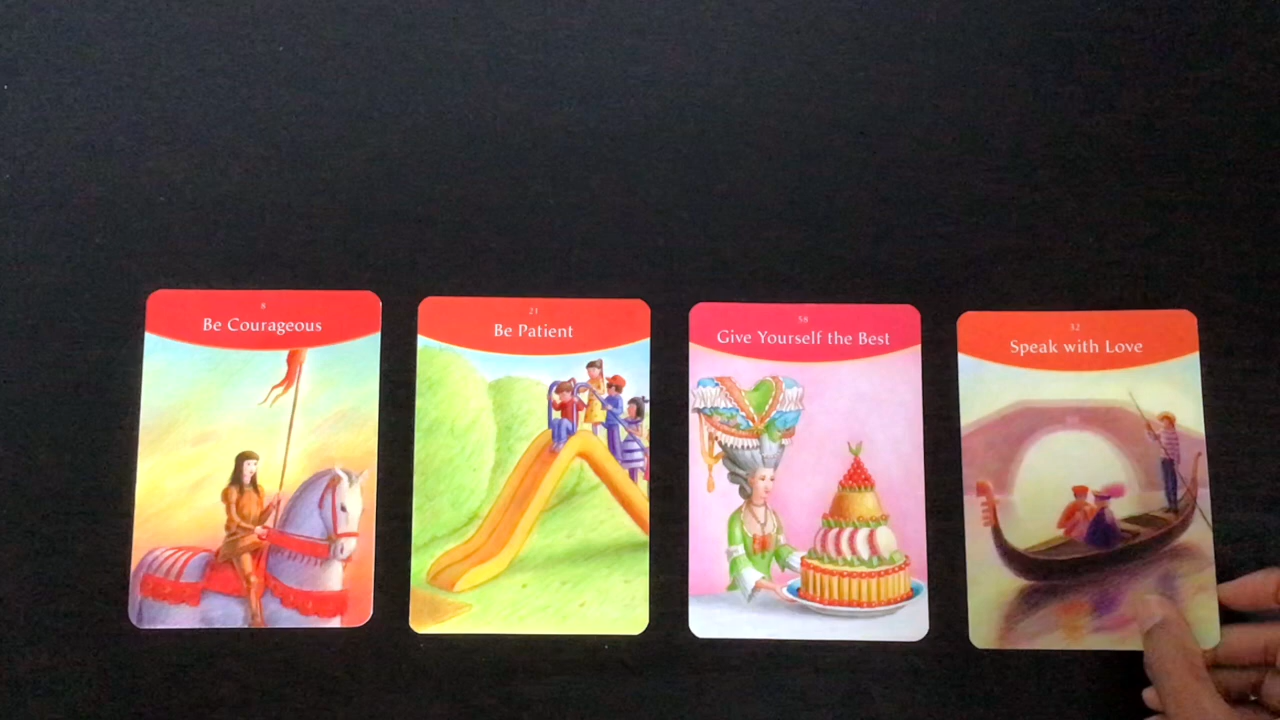 8
Be Courageous
21
Be Patient
58
Give Yourself the Best
32
Speak with Love